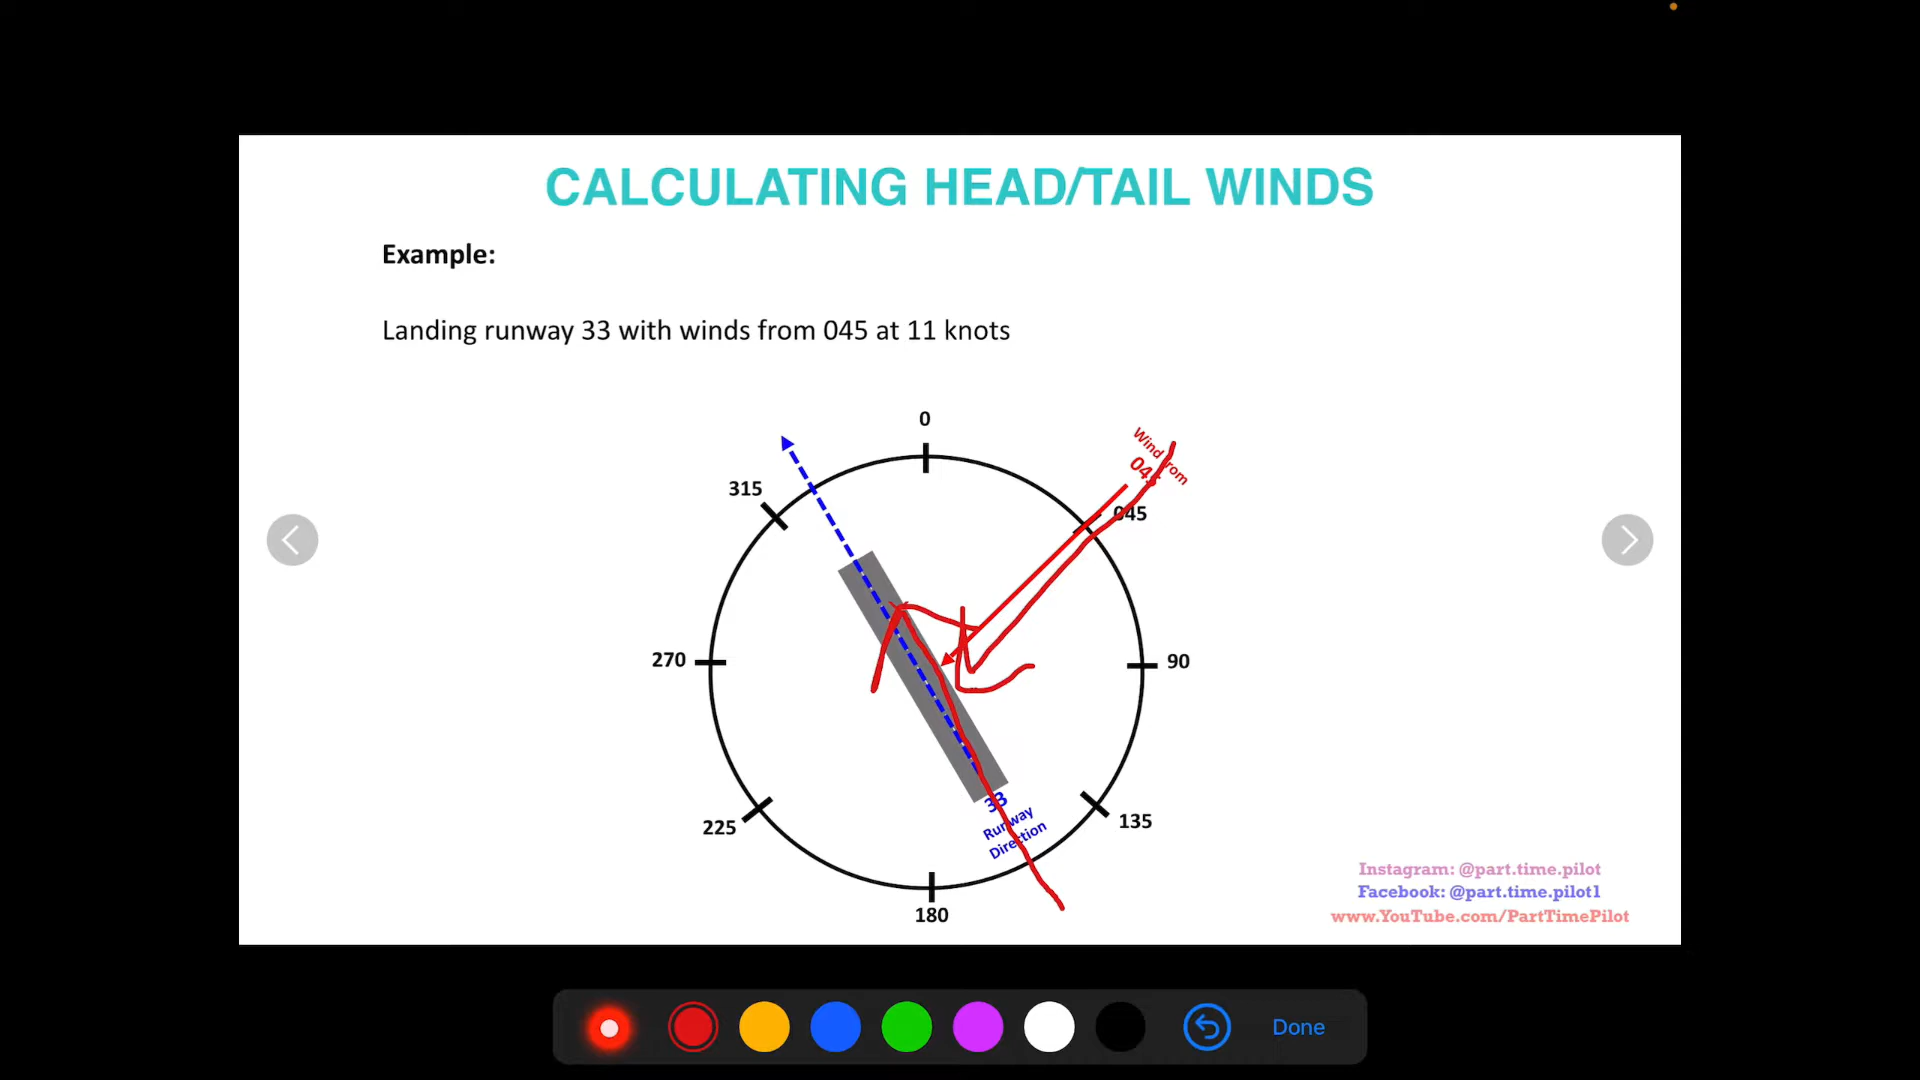 CALCULATING HEAD/TAIL WINDS
Example:
Landing runway 33 with winds from 045 at 11 knots
0
315
Wind from
045
045
270
90
33
Runway
Direction
225
135
180
Instagram: @part.time.pilot
Facebook: @part.time.pilot1
www.YouTube.com/PartTimePilot
Done